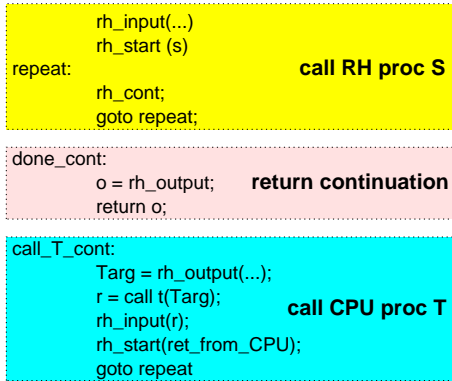 rh_input(...)
rh_start (s)
repeat: call RH proc S
rh_cont;
goto repeat;
done_cont:
o = rh_output; return continuation
return o;
call_T_cont:
Targ = rh_output(...);
r = call t(Targ);
call CPU proc T
rh_input(r);
rh_start(ret_from_CPU);
goto repeat